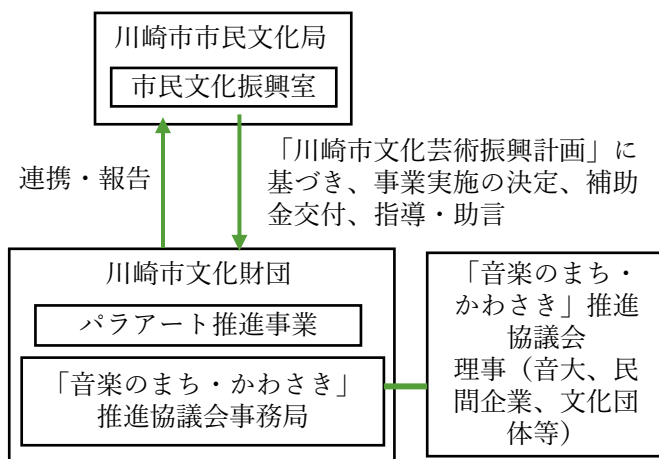 川崎市市民文化局
市民文化振興室
連携・報告
「川崎市文化芸術振興計画」に
基づき、事業実施の決定、補助
金交付、指導・助言
川崎市文化財団
パラアート推進事業
「音楽のまち・かわさき」
推進協議会事務局
「音楽のまち・
かわさき」推進
協議会
理事（音大、民
間企業、文化団
体等）